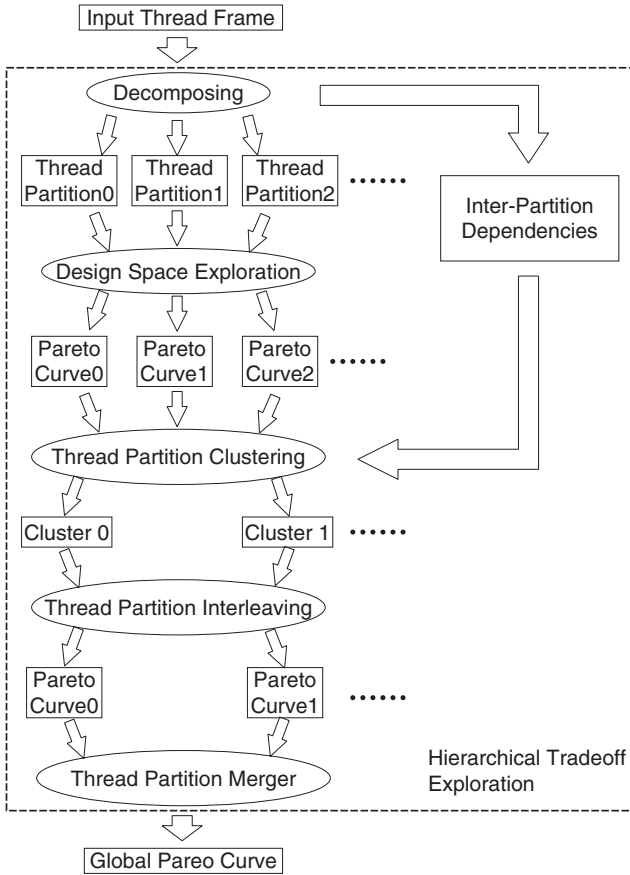 Input Thread Frame
Decomposing
Thread
Partition0
Thread
Partition1
Thread
Partition2
......
Inter-Partition
Dependencies
Design Space Exploration
Pareto
Curve0
Pareto
Curve1
Pareto
Curve2
......
Thread Partition Clustering
Cluster 0
Cluster 1
......
Thread Partition Interleaving
Pareto
Curve0
Pareto
Curve1
......
Thread Partition Merger
Hierarchical Tradeoff
Exploration
Global Pareo Curve